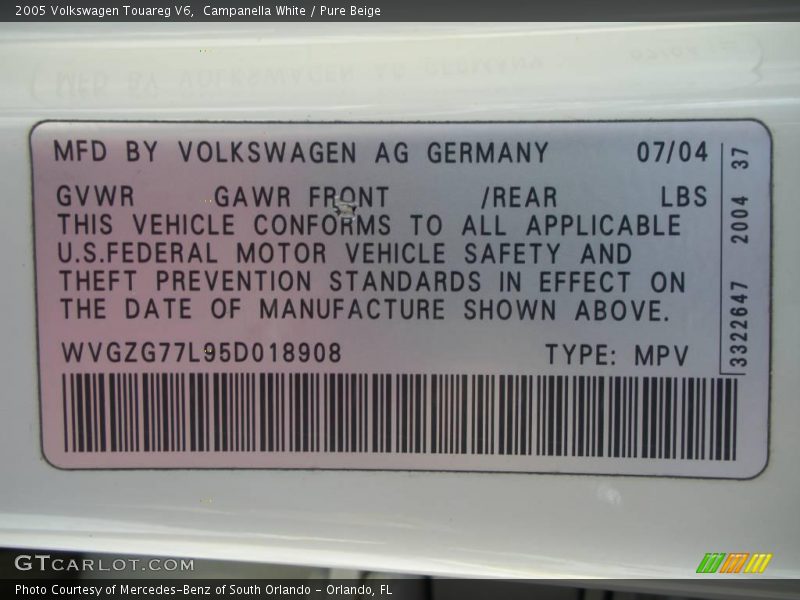 2005 Volkswagen Touareg V6, Campanella White / Pure Beige
MFD BY VOLKSWAGEN AG GERMANY 07/04
GVWR GAWR FRONT /REAR LBS
THIS VEHICLE CONFORMS TO ALL APPLICABLE
U.S.FEDERAL MOTOR VEHICLE SAFETY AND
THEFT PREVENTION STANDARDS IN EFFECT ON
THE DATE OF MANUFACTURE SHOWN ABOVE.
WVGZG77L95D018908 TYPE: MPV
3322647 2004 37
GTCARLOT.COM
Photo Courtesy of Mercedes-Benz of South Orlando - Orlando, FL